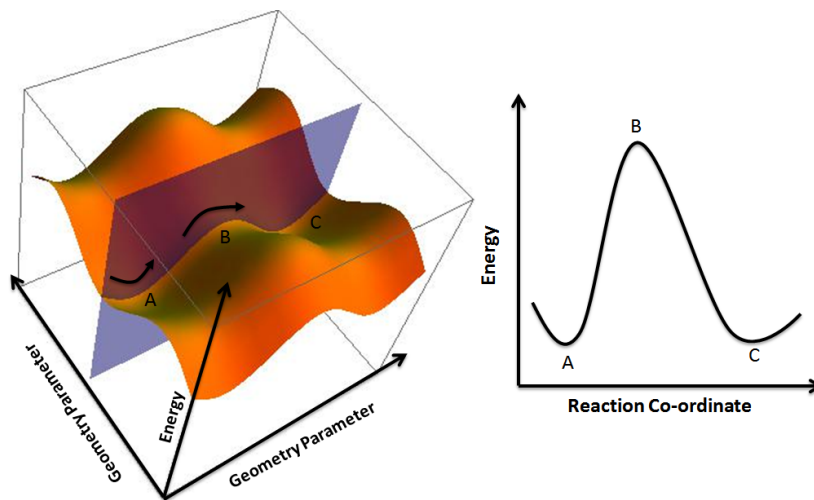 A
B
C
Geometry Parameter
Energy
Geometry Parameter
B
Energy
A
C
Reaction Co-ordinate